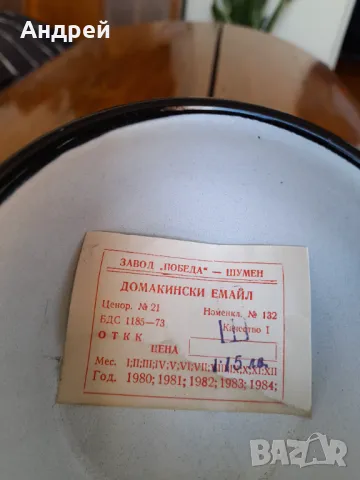 Андрей
ЗАВОД „ПОБЕДА" — ШУМЕН
ДОМАКИНСКИ ЕМАЙЛ
Ценор. № 21 Номенкл. № 132
БДС 1185—73 Качество I
ОТКК
ЦЕНА 1.15 лв.
Мес. I;II;III;IV;V;VI;VII;VIII;IX;X;XI;XII
Год. 1980; 1981; 1982; 1983; 1984;
BAZAR
bg